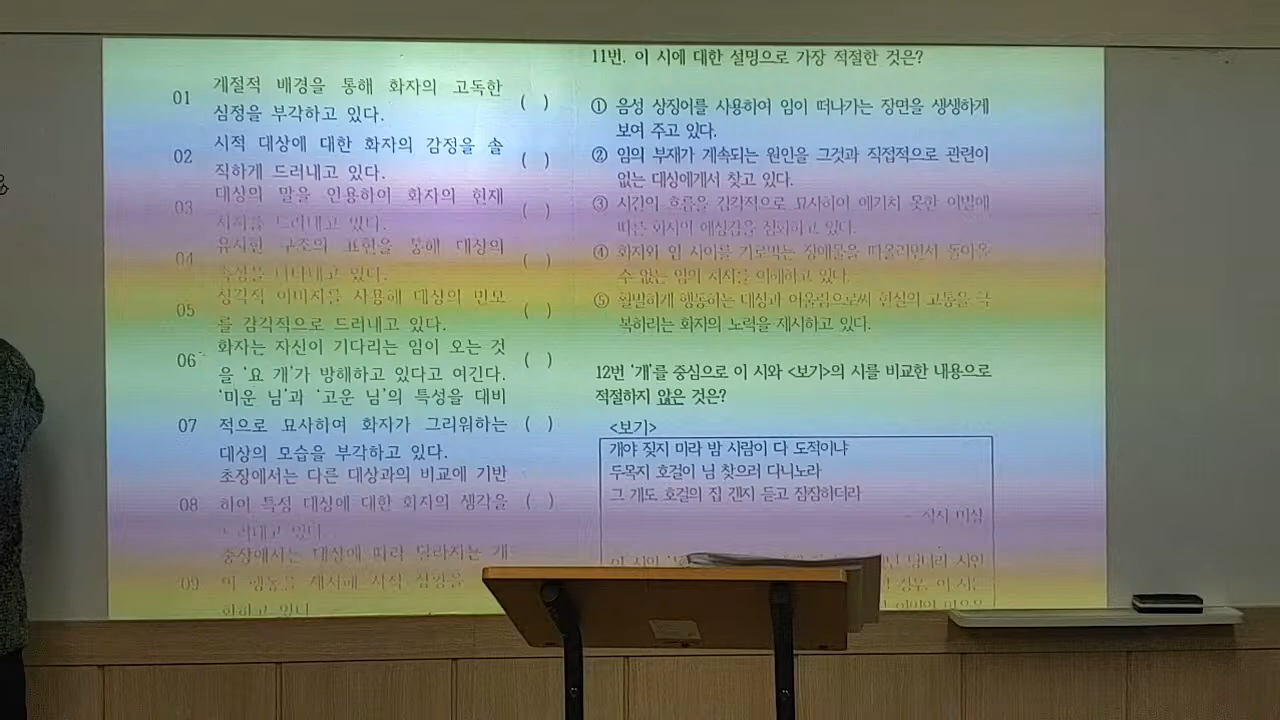 01 계절적 배경을 통해 화자의 고독한 ( )
심정을 부각하고 있다.
02 시적 대상에 대한 화자의 감정을 솔 ( )
직하게 드러내고 있다.
03 대상의 말을 인용하여 화자의 현재 ( )
처지를 드러내고 있다.
04 유사한 구조의 표현을 통해 대상의 ( )
속성을 나타내고 있다.
05 청각적 이미지를 사용해 대상의 면모 ( )
를 감각적으로 드러내고 있다.
06 화자는 자신이 기다리는 임이 오는 것 ( )
을 '요 개'가 방해하고 있다고 여긴다.
'미운 님'과 '고운 님'의 특성을 대비
07 적으로 묘사하여 화자가 그리워하는 ( )
대상의 모습을 부각하고 있다.
초장에서는 다른 대상과의 비교에 기반
08 하여 특정 대상에 대한 화자의 생각을 ( )
드러내고 있다.
중장에서는 대상에 따라 달라지는 개
09 의 행동을 제시해 시적 상황을
화하고 있다
11번. 이 시에 대한 설명으로 가장 적절한 것은?
① 음성 상징어를 사용하여 임이 떠나가는 장면을 생생하게
보여 주고 있다.
② 임의 부재가 계속되는 원인을 그것과 직접적으로 관련이
없는 대상에게서 찾고 있다.
③ 시간의 흐름을 감각적으로 묘사하여 예기치 못한 이별에
따른 화자의 애상감을 심화하고 있다.
④ 화자와 임 사이를 가로막는 장애물을 떠올리면서 돌아올
수 없는 임의 처지를 이해하고 있다.
⑤ 활발하게 행동하는 대상과 어울림으로써 현실의 고통을 극
복하려는 화자의 노력을 제시하고 있다.
12번 '개'를 중심으로 이 시와 <보기>의 시를 비교한 내용으로
적절하지 않은 것은?
<보기>
개야 짖지 마라 밤 사람이 다 도적이냐
두목지 호걸이 님 찾으러 다니노라
그 개도 호걸의 집 갠지 듣고 잠잠하더라
- 작자 미상